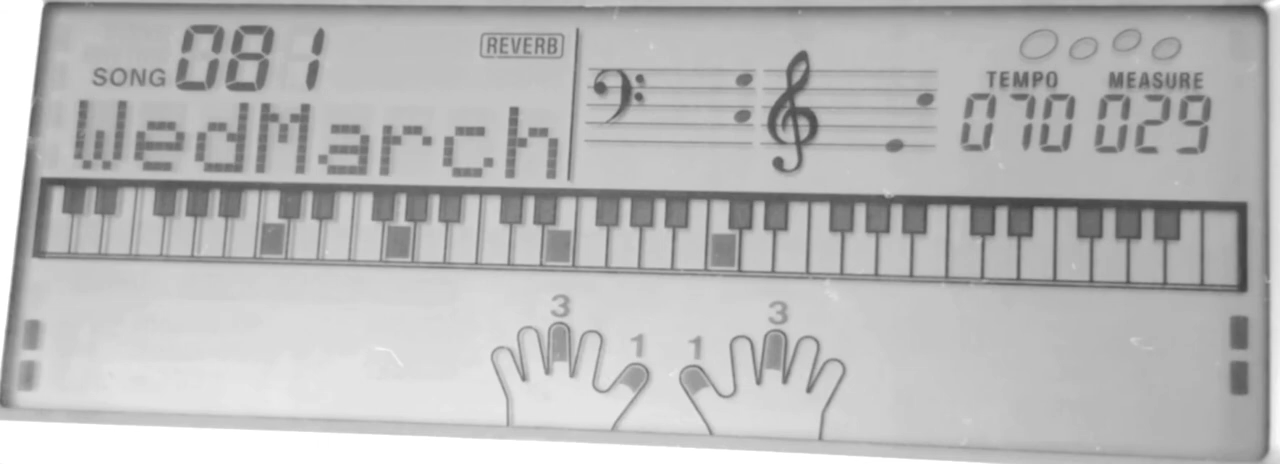 SONG 081
REVERB
WedMarch
TEMPO MEASURE
070 029
3 3
1 1